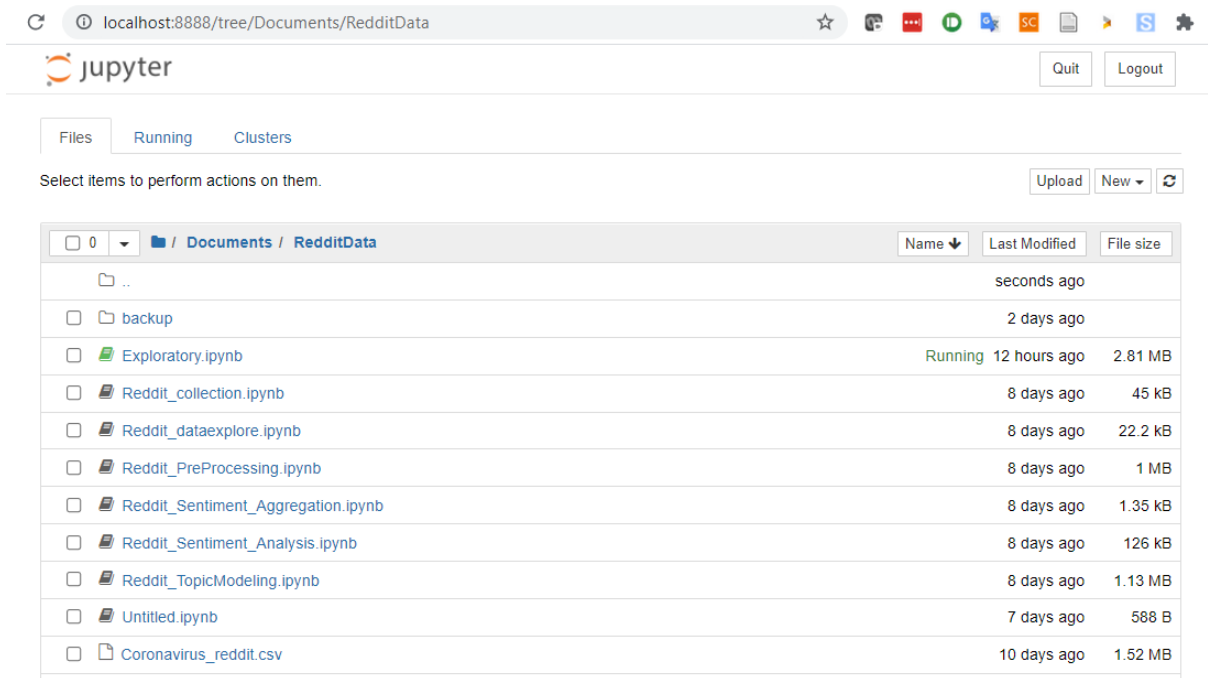 localhost:8888/tree/Documents/RedditData
SC
S
jupyter
Quit Logout
Files Running Clusters
Select items to perform actions on them.
Upload New
0 / Documents / RedditData Name Last Modified File size
.. seconds ago
backup 2 days ago
Exploratory.ipynb Running 12 hours ago 2.81 MB
Reddit_collection.ipynb 8 days ago 45 kB
Reddit_dataexplore.ipynb 8 days ago 22.2 kB
Reddit_PreProcessing.ipynb 8 days ago 1 MB
Reddit_Sentiment_Aggregation.ipynb 8 days ago 1.35 kB
Reddit_Sentiment_Analysis.ipynb 8 days ago 126 kB
Reddit_TopicModeling.ipynb 8 days ago 1.13 MB
Untitled.ipynb 7 days ago 588 B
Coronavirus_reddit.csv 10 days ago 1.52 MB